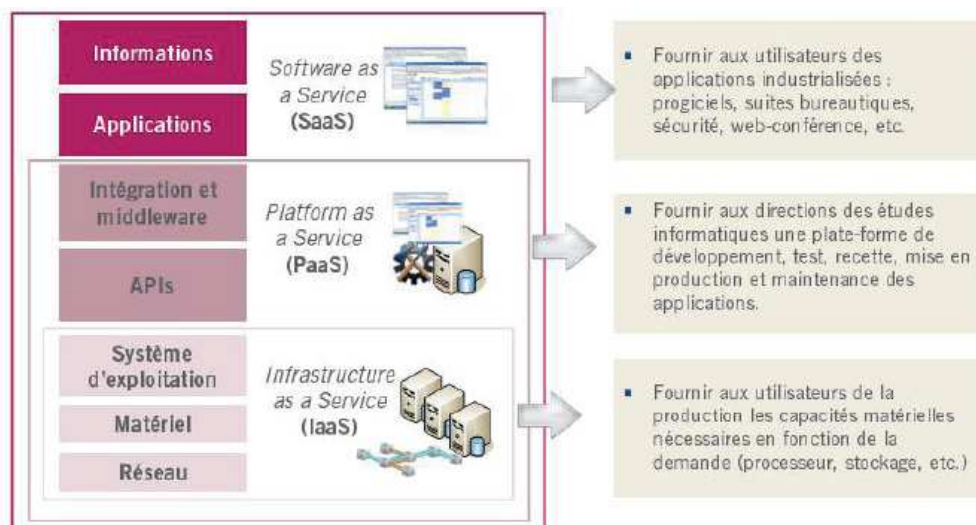 Informations
Applications
Software as
a Service
(SaaS)
▪ Fournir aux utilisateurs des
applications industrialisées :
progiciels, suites bureautiques,
sécurité, web-conférence, etc.
Intégration et
middleware
APIs
Platform as
a Service
(PaaS)
▪ Fournir aux directions des études
informatiques une plate-forme de
développement, test, recette, mise en
production et maintenance des
applications.
Système
d'exploitation
Matériel
Réseau
Infrastructure
as a Service
(IaaS)
▪ Fournir aux utilisateurs de la
production les capacités matérielles
nécessaires en fonction de la
demande (processeur, stockage, etc.)